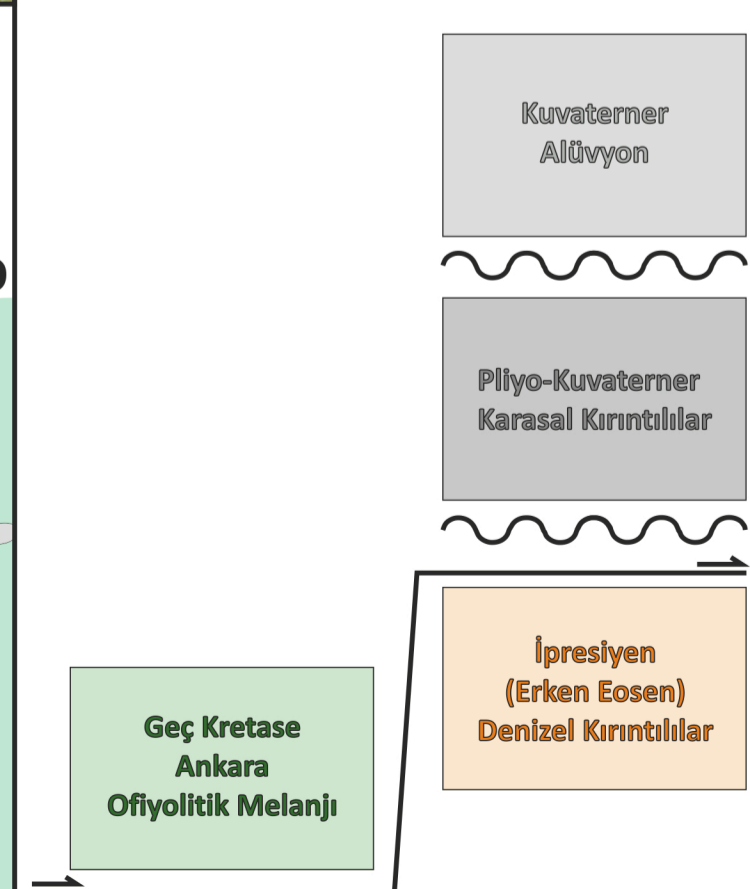 Kuvaterner
Alüvyon
Pliyo-Kuvaterner
Karasal Kırıntılılar
İpresiyen
(Erken Eosen)
Denizel Kırıntılılar
Geç Kretase
Ankara
Ofiyolitik Melanjı